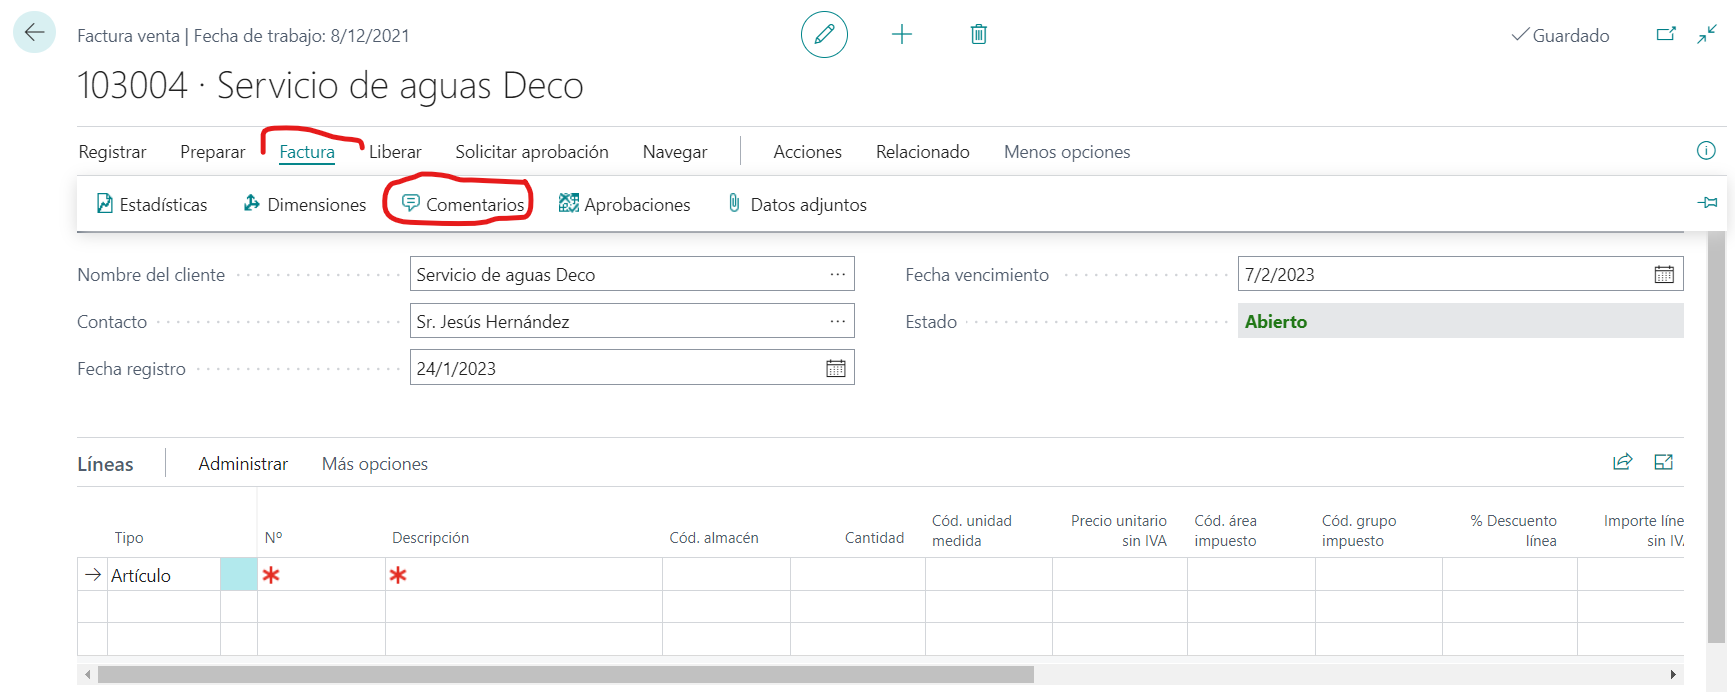 Factura venta | Fecha de trabajo: 8/12/2021
Guardado
103004 · Servicio de aguas Deco
Registrar Preparar Factura Liberar Solicitar aprobación Navegar Acciones Relacionado Menos opciones
Estadísticas Dimensiones Comentarios Aprobaciones Datos adjuntos
Nombre del cliente Servicio de aguas Deco Fecha vencimiento 7/2/2023
Contacto Sr. Jesús Hernández Estado Abierto
Fecha registro 24/1/2023
Líneas Administrar Más opciones
Cód. unidad Precio unitario Cód. área Cód. grupo % Descuento Importe líne
Tipo Nº Descripción Cód. almacén Cantidad medida sin IVA impuesto impuesto línea sin IV
Artículo * *